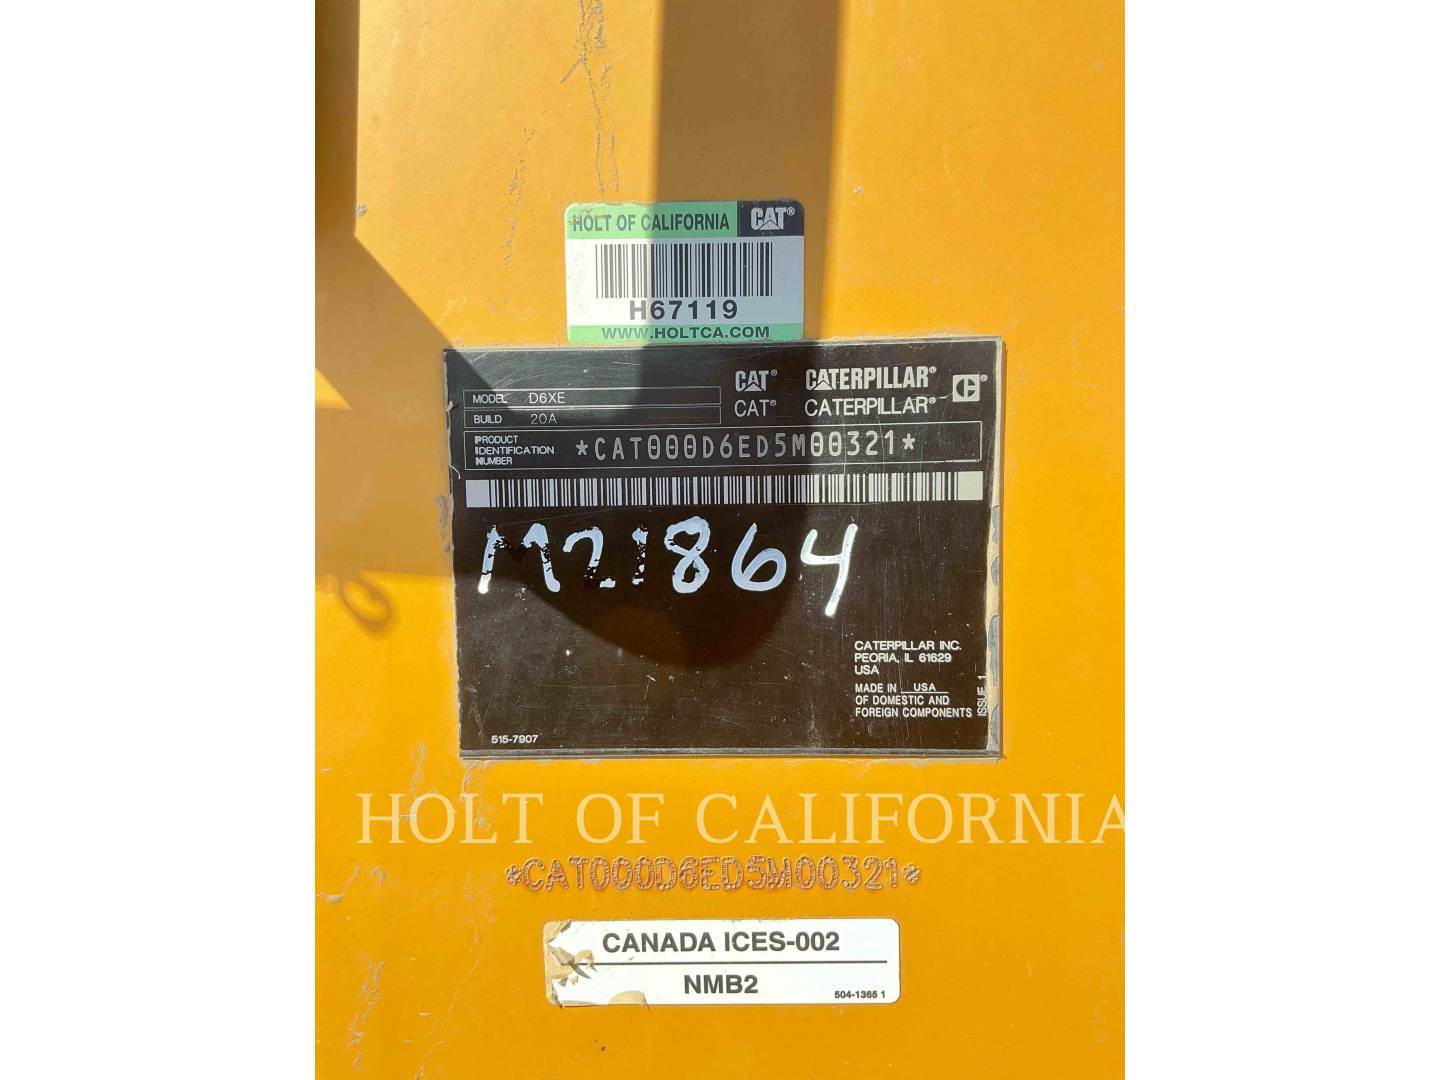 HOLT OF CALIFORNIA CAT®
H67119
WWW.HOLTCA.COM
CAT® CATERPILLAR®
CAT® CATERPILLAR®
MODEL D6XE
BUILD 20A
PRODUCT
IDENTIFICATION
NUMBER
*CAT000D6ED5M00321*
M21864
CATERPILLAR INC.
PEORIA, IL 61629
USA
MADE IN USA
OF DOMESTIC AND
FOREIGN COMPONENTS
ISSUE 1
515-7907
HOLT OF CALIFORNIA
*CAT000D6ED5M00321*
CANADA ICES-002
NMB2
504-1365 1